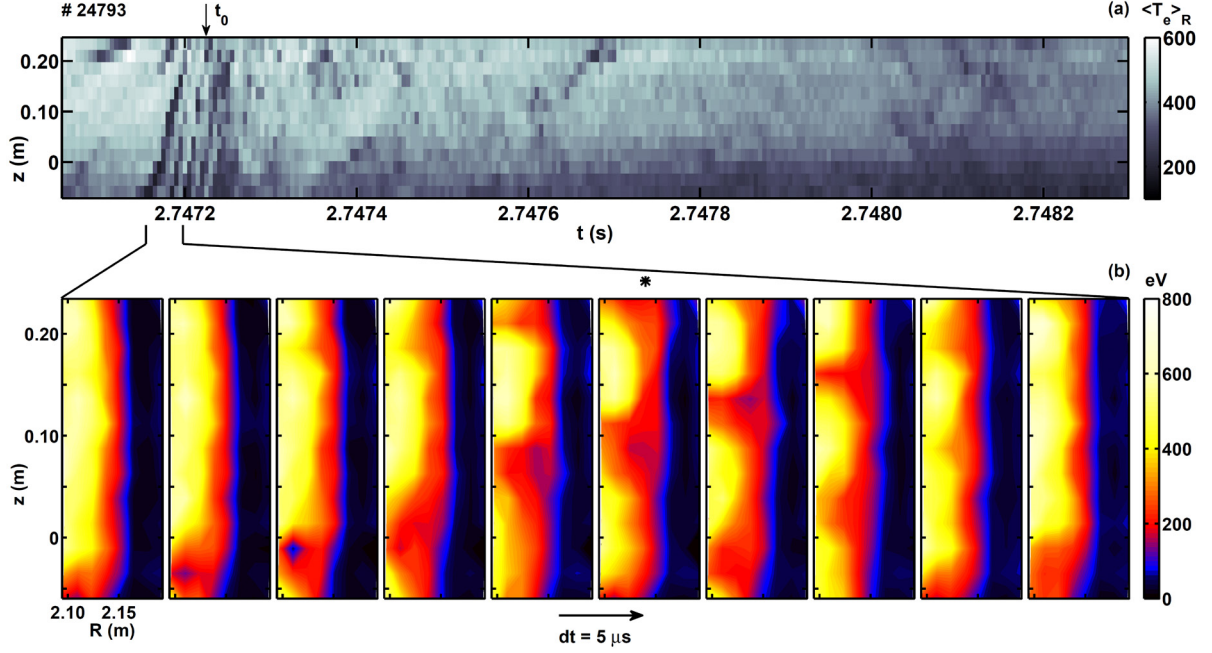 # 24793
t0
(a)
<Te>R
0.20
0.10
0
z (m)
600
400
200
2.7472
2.7474
2.7476
2.7478
2.7480
2.7482
t (s)
*
(b)
eV
0.20
0.10
0
z (m)
800
600
400
200
0
2.10 2.15
R (m)
dt = 5 μs